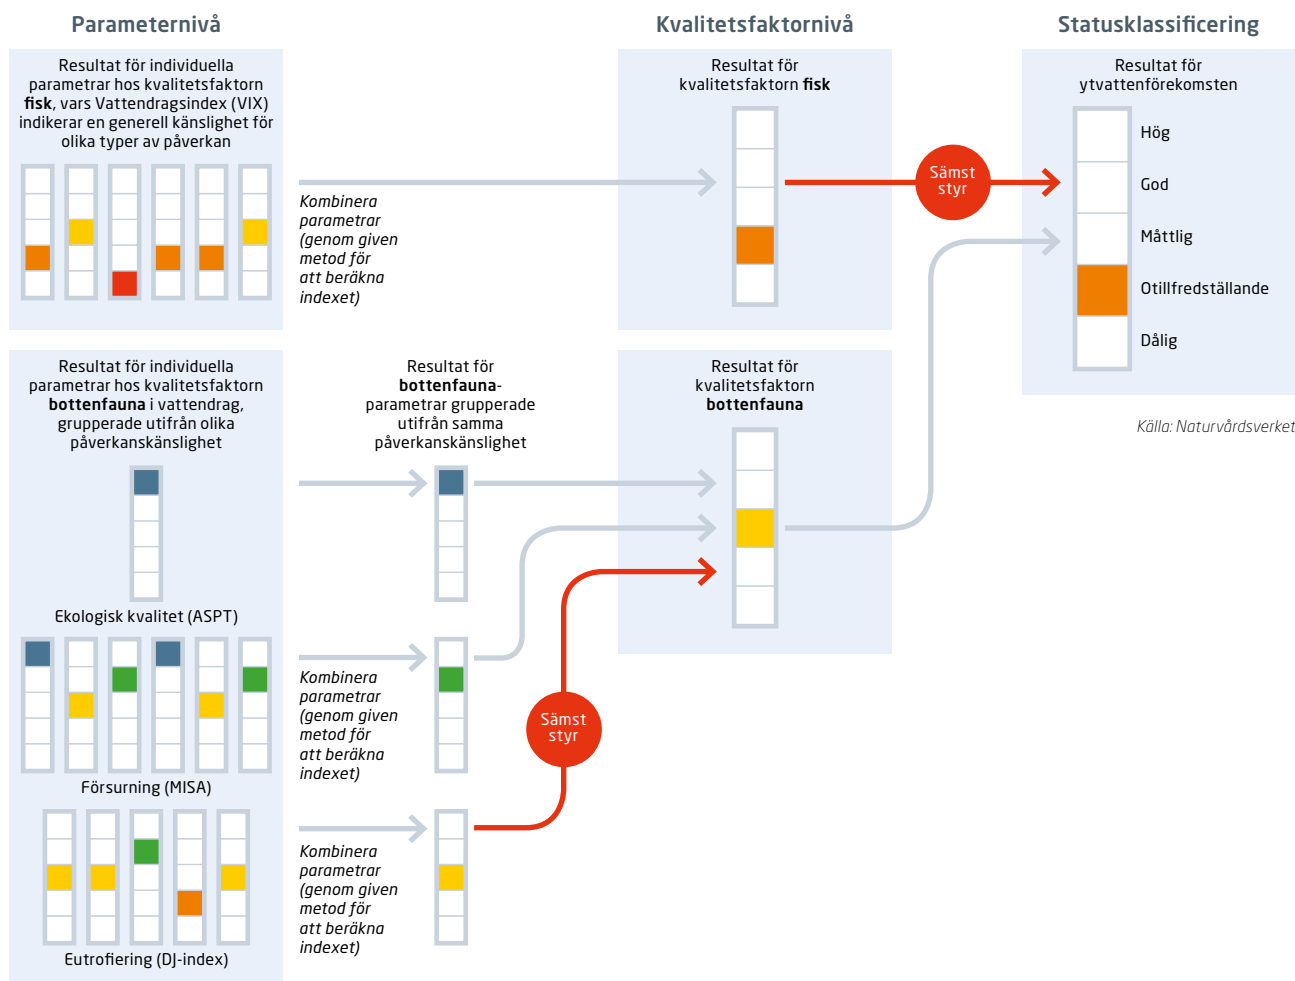 Parameternivå
Kvalitetsfaktornivå
Statusklassificering
Resultat för individuella
parametrar hos kvalitetsfaktorn
fisk, vars Vattendragsindex (VIX)
indikerar en generell känslighet för
olika typer av påverkan
Kombinera
parametrar
(genom given
metod för
att beräkna
indexet)
Resultat för
kvalitetsfaktorn fisk
Sämst
styr
Resultat för
ytvattenförekomsten
Hög
God
Måttlig
Otillfredställande
Dålig
Källa: Naturvårdsverket
Resultat för individuella
parametrar hos kvalitetsfaktorn
bottenfauna i vattendrag,
grupperade utifrån olika
påverkanskänslighet
Resultat för
bottenfauna-
parametrar grupperade
utifrån samma
påverkanskänslighet
Resultat för
kvalitetsfaktorn
bottenfauna
Ekologisk kvalitet (ASPT)
Kombinera
parametrar
(genom given
metod för
att beräkna
indexet)
Sämst
styr
Försurning (MISA)
Kombinera
parametrar
(genom given
metod för
att beräkna
indexet)
Eutrofiering (DJ-index)